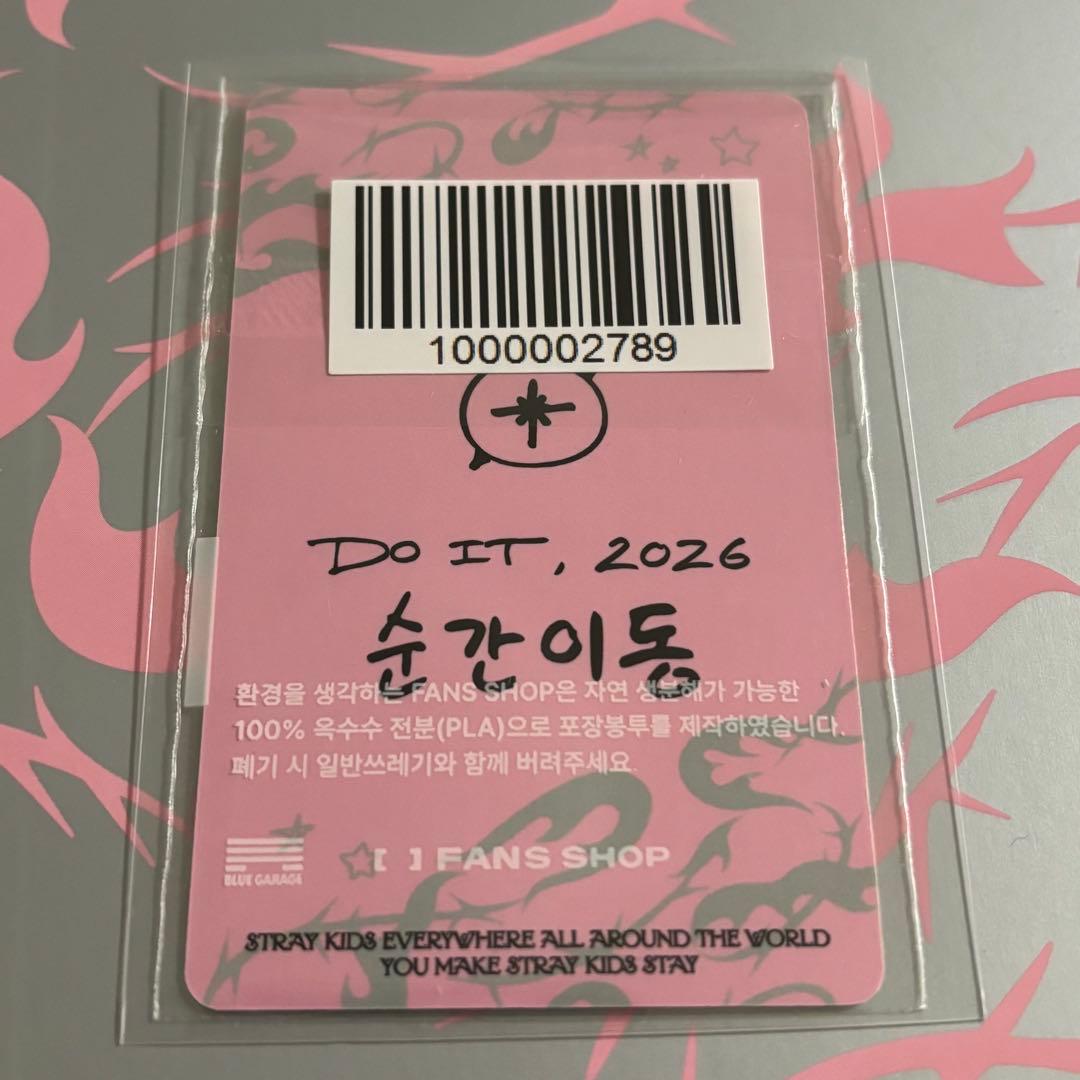 1000002789
DO IT, 2026
순간이동
환경을 생각하는 FANS SHOP은 자연 생분해가 가능한
100% 옥수수 전분(PLA)으로 포장봉투를 제작하였습니다.
폐기 시 일반쓰레기와 함께 버려주세요.
BLUE GARAGE
[ ] FANS SHOP
STRAY KIDS EVERYWHERE ALL AROUND THE WORLD
YOU MAKE STRAY KIDS STAY